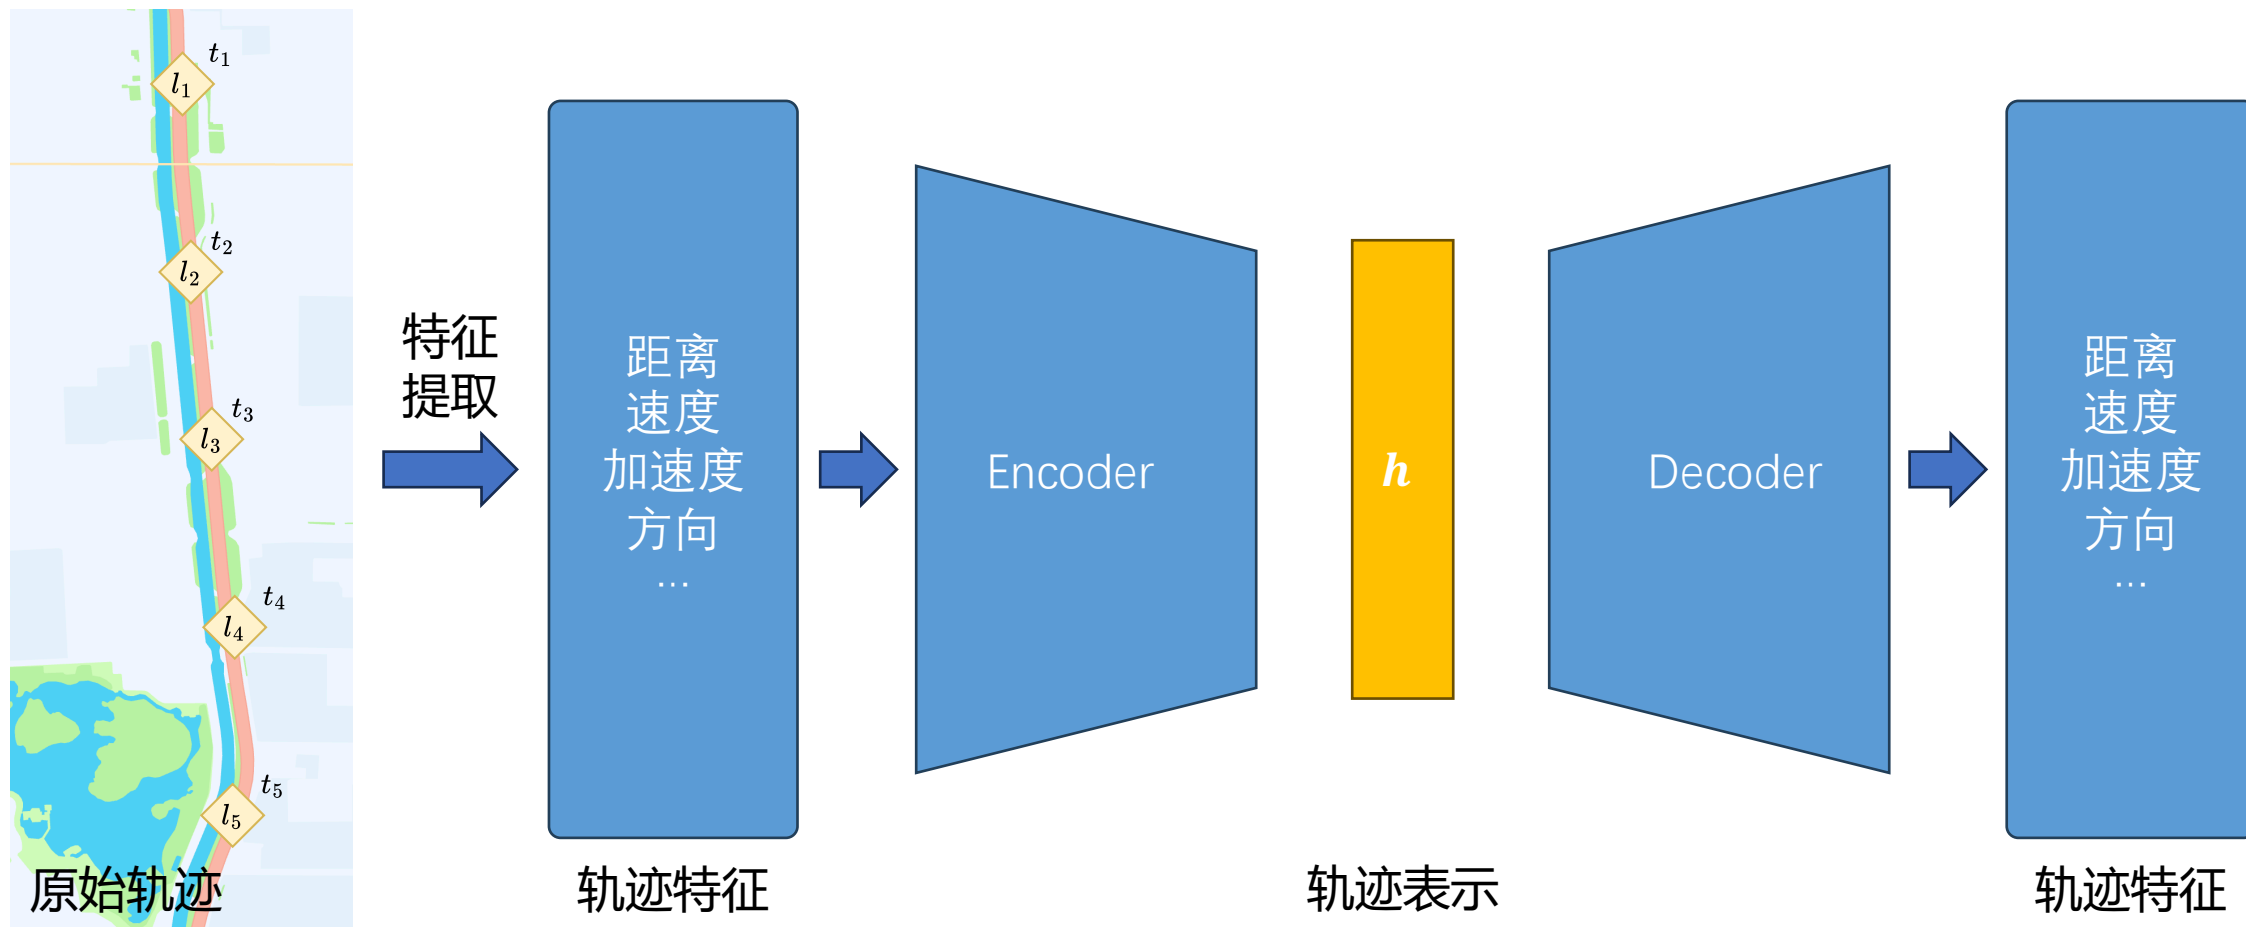 t₁
l₁
t₂
l₂
t₃
l₃
t₄
l₄
t₅
l₅
原始轨迹
特征
提取
距离
速度
加速度
方向
...
轨迹特征
Encoder
h
轨迹表示
Decoder
距离
速度
加速度
方向
...
轨迹特征